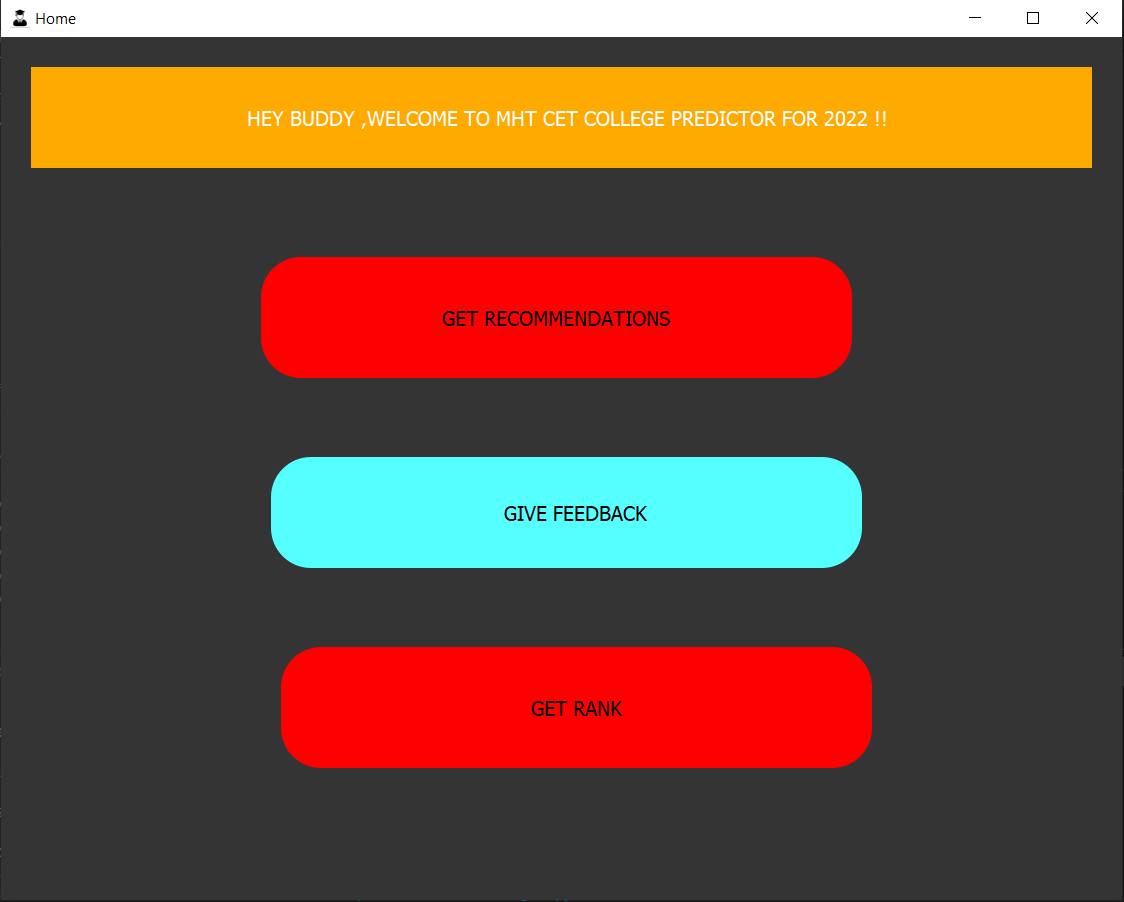 Home
HEY BUDDY ,WELCOME TO MHT CET COLLEGE PREDICTOR FOR 2022 !!
GET RECOMMENDATIONS
GIVE FEEDBACK
GET RANK